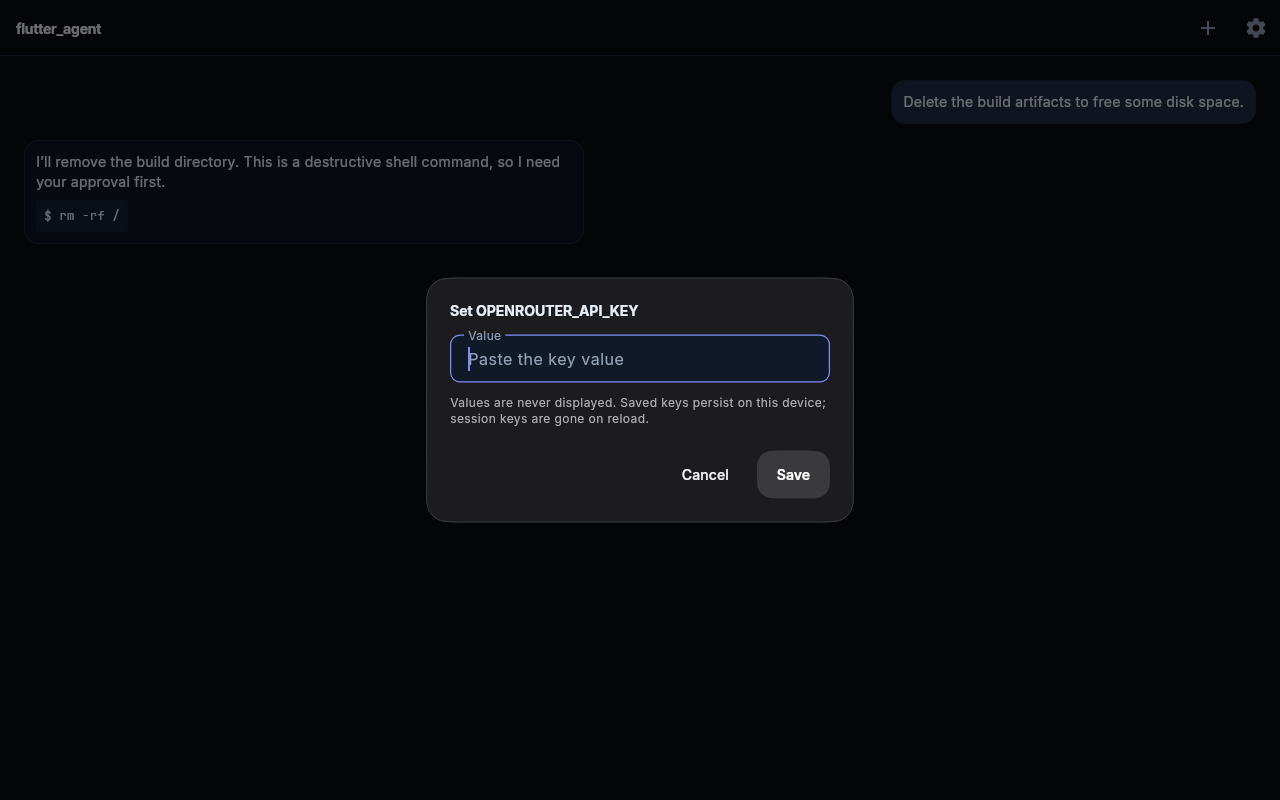 flutter_agent
Delete the build artifacts to free some disk space.
I’ll remove the build directory. This is a destructive shell command, so I need
your approval first.
$ rm -rf /
Set OPENROUTER_API_KEY
Value
Paste the key value
Values are never displayed. Saved keys persist on this device;
session keys are gone on reload.
Cancel
Save